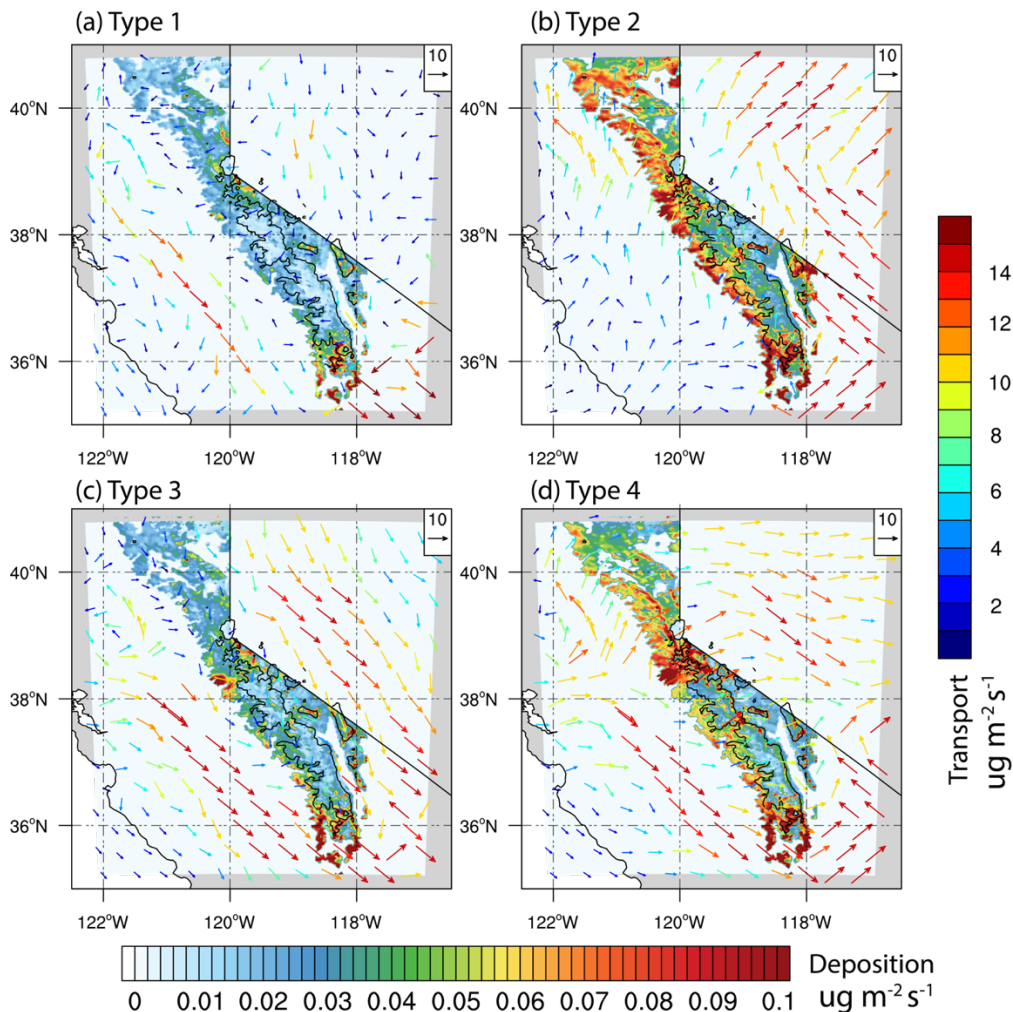 (a) Type 1
(b) Type 2
10
10
40°N
40°N
38°N
38°N
36°N
36°N
122°W 120°W 118°W
122°W 120°W 118°W
(c) Type 3
(d) Type 4
10
10
40°N
40°N
38°N
38°N
36°N
36°N
122°W 120°W 118°W
122°W 120°W 118°W
14
12
10
8
6
4
2
Transport
ug m⁻² s⁻¹
0 0.01 0.02 0.03 0.04 0.05 0.06 0.07 0.08 0.09 0.1
Deposition
ug m⁻² s⁻¹